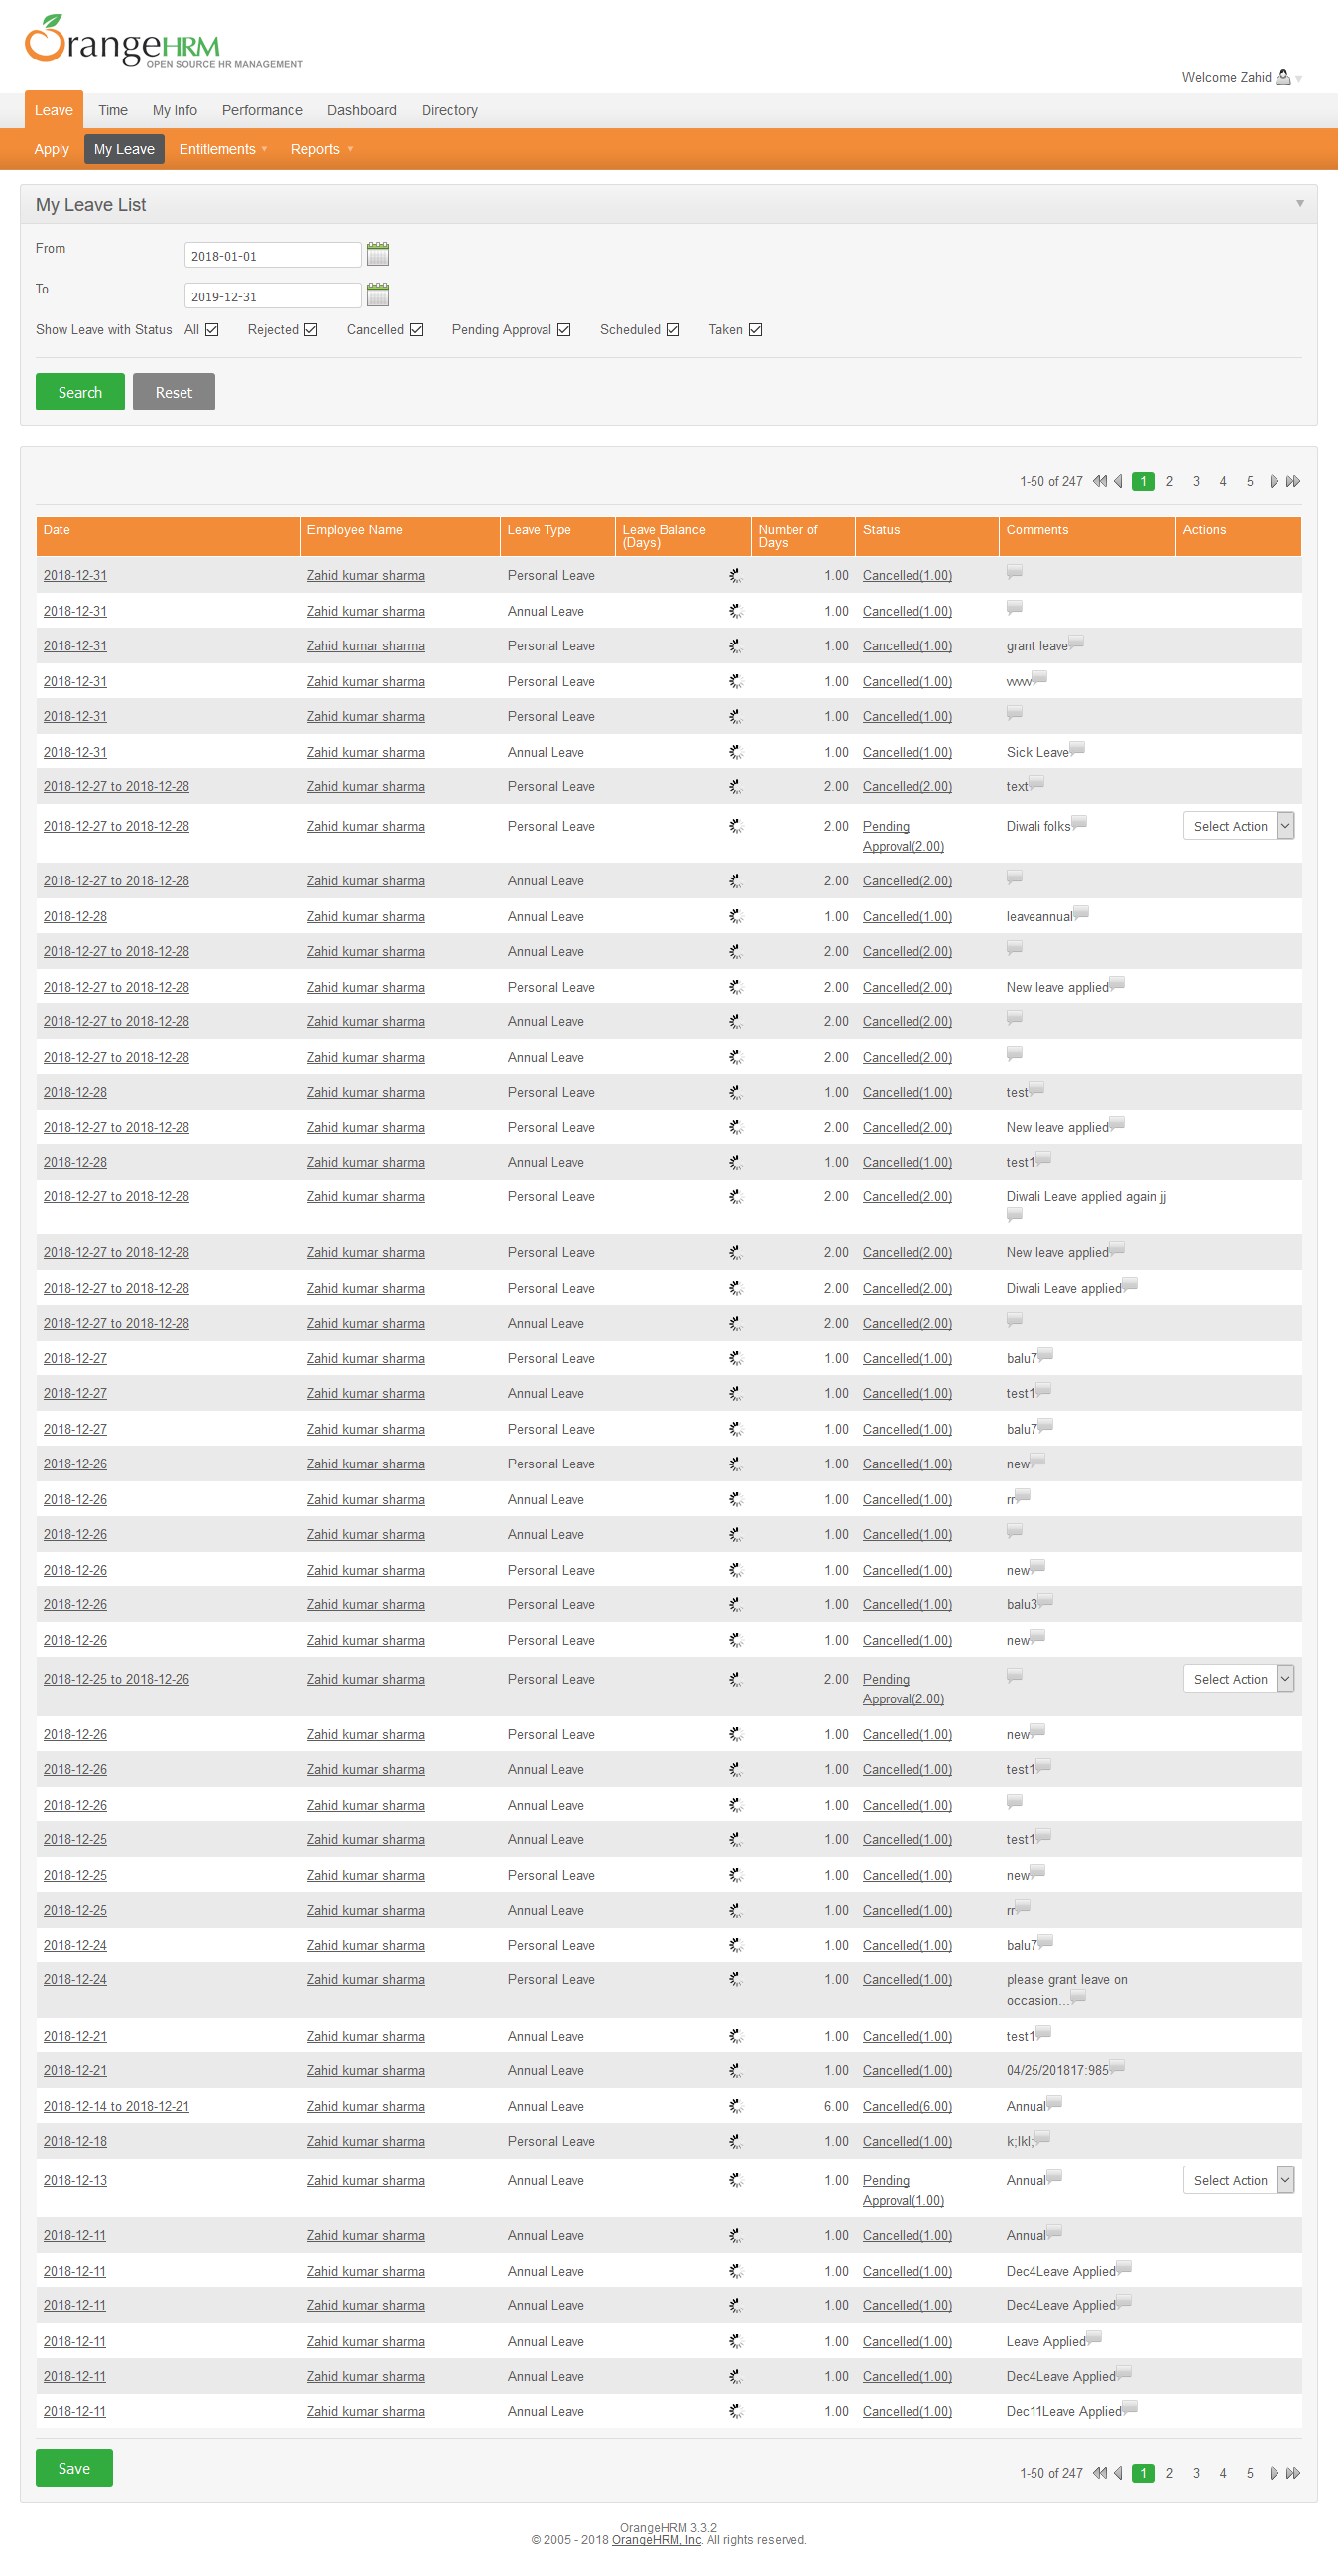 OrangeHRM
OPEN SOURCE HR MANAGEMENT
Welcome Zahid
Leave Time My Info Performance Dashboard Directory
Apply My Leave Entitlements Reports
My Leave List
From 2018-01-01
To 2019-12-31
Show Leave with Status All Rejected Cancelled Pending Approval Scheduled Taken
Search Reset
1-50 of 247 1 2 3 4 5
Date Employee Name Leave Type Leave Balance (Days) Number of Days Status Comments Actions
2018-12-31 Zahid kumar sharma Personal Leave 1.00 Cancelled(1.00)
2018-12-31 Zahid kumar sharma Annual Leave 1.00 Cancelled(1.00)
2018-12-31 Zahid kumar sharma Personal Leave 1.00 Cancelled(1.00) grant leave
2018-12-31 Zahid kumar sharma Personal Leave 1.00 Cancelled(1.00)
2018-12-31 Zahid kumar sharma Personal Leave 1.00 Cancelled(1.00)
2018-12-31 Zahid kumar sharma Annual Leave 1.00 Cancelled(1.00) Sick Leave
2018-12-27 to 2018-12-28 Zahid kumar sharma Personal Leave 2.00 Cancelled(2.00) text
2018-12-27 to 2018-12-28 Zahid kumar sharma Personal Leave 2.00 Pending Approval(2.00) Diwali folks Select Action
2018-12-27 to 2018-12-28 Zahid kumar sharma Annual Leave 2.00 Cancelled(2.00)
2018-12-28 Zahid kumar sharma Annual Leave 1.00 Cancelled(1.00) leaveannual
2018-12-27 to 2018-12-28 Zahid kumar sharma Annual Leave 2.00 Cancelled(2.00)
2018-12-27 to 2018-12-28 Zahid kumar sharma Personal Leave 2.00 Cancelled(2.00) New leave applied
2018-12-27 to 2018-12-28 Zahid kumar sharma Annual Leave 2.00 Cancelled(2.00)
2018-12-27 to 2018-12-28 Zahid kumar sharma Annual Leave 2.00 Cancelled(2.00)
2018-12-28 Zahid kumar sharma Personal Leave 1.00 Cancelled(1.00) test
2018-12-27 to 2018-12-28 Zahid kumar sharma Personal Leave 2.00 Cancelled(2.00) New leave applied
2018-12-28 Zahid kumar sharma Annual Leave 1.00 Cancelled(1.00) test1
2018-12-27 to 2018-12-28 Zahid kumar sharma Personal Leave 2.00 Cancelled(2.00) Diwali Leave applied again jj
2018-12-27 to 2018-12-28 Zahid kumar sharma Personal Leave 2.00 Cancelled(2.00) New leave applied
2018-12-27 to 2018-12-28 Zahid kumar sharma Personal Leave 2.00 Cancelled(2.00) Diwali Leave applied
2018-12-27 to 2018-12-28 Zahid kumar sharma Annual Leave 2.00 Cancelled(2.00)
2018-12-27 Zahid kumar sharma Personal Leave 1.00 Cancelled(1.00) balu7
2018-12-27 Zahid kumar sharma Annual Leave 1.00 Cancelled(1.00) test1
2018-12-27 Zahid kumar sharma Personal Leave 1.00 Cancelled(1.00) balu7
2018-12-26 Zahid kumar sharma Personal Leave 1.00 Cancelled(1.00) new
2018-12-26 Zahid kumar sharma Annual Leave 1.00 Cancelled(1.00) rr
2018-12-26 Zahid kumar sharma Annual Leave 1.00 Cancelled(1.00)
2018-12-26 Zahid kumar sharma Personal Leave 1.00 Cancelled(1.00) new
2018-12-26 Zahid kumar sharma Personal Leave 1.00 Cancelled(1.00) balu3
2018-12-26 Zahid kumar sharma Personal Leave 1.00 Cancelled(1.00) new
2018-12-25 to 2018-12-26 Zahid kumar sharma Personal Leave 2.00 Pending Approval(2.00) Select Action
2018-12-26 Zahid kumar sharma Personal Leave 1.00 Cancelled(1.00) new
2018-12-26 Zahid kumar sharma Annual Leave 1.00 Cancelled(1.00) test1
2018-12-26 Zahid kumar sharma Annual Leave 1.00 Cancelled(1.00)
2018-12-25 Zahid kumar sharma Annual Leave 1.00 Cancelled(1.00) test1
2018-12-25 Zahid kumar sharma Personal Leave 1.00 Cancelled(1.00) new
2018-12-25 Zahid kumar sharma Annual Leave 1.00 Cancelled(1.00) rr
2018-12-24 Zahid kumar sharma Personal Leave 1.00 Cancelled(1.00) balu7
2018-12-24 Zahid kumar sharma Personal Leave 1.00 Cancelled(1.00) please grant leave on occasion...
2018-12-21 Zahid kumar sharma Annual Leave 1.00 Cancelled(1.00) test1
2018-12-21 Zahid kumar sharma Annual Leave 1.00 Cancelled(1.00) 04/25/201817:985
2018-12-14 to 2018-12-21 Zahid kumar sharma Annual Leave 6.00 Cancelled(6.00) Annual
2018-12-18 Zahid kumar sharma Personal Leave 1.00 Cancelled(1.00) k;lkl;
2018-12-13 Zahid kumar sharma Annual Leave 1.00 Pending Approval(1.00) Annual Select Action
2018-12-11 Zahid kumar sharma Annual Leave 1.00 Cancelled(1.00) Annual
2018-12-11 Zahid kumar sharma Annual Leave 1.00 Cancelled(1.00) Dec4Leave Applied
2018-12-11 Zahid kumar sharma Annual Leave 1.00 Cancelled(1.00) Dec4Leave Applied
2018-12-11 Zahid kumar sharma Annual Leave 1.00 Cancelled(1.00) Leave Applied
2018-12-11 Zahid kumar sharma Annual Leave 1.00 Cancelled(1.00) Dec4Leave Applied
2018-12-11 Zahid kumar sharma Annual Leave 1.00 Cancelled(1.00) Dec11Leave Applied
Save 1-50 of 247 1 2 3 4 5
OrangeHRM 3.3.2
© 2005 - 2018 OrangeHRM, Inc. All rights reserved.